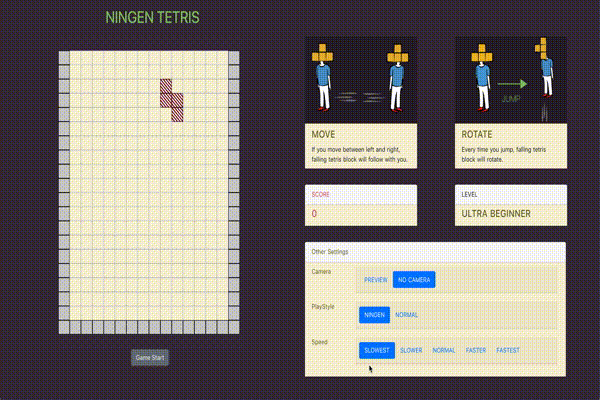 NINGEN TETRIS
JUMP
MOVE
If you move between left and right,
falling tetris block will follow with you.
ROTATE
Every time you jump, falling tetris
block will rotate.
SCORE
0
LEVEL
ULTRA BEGINNER
Other Settings
Camera
PREVIEW NO CAMERA
PlayStyle
NINGEN NORMAL
Speed
SLOWEST SLOWER NORMAL FASTER FASTEST
Game Start